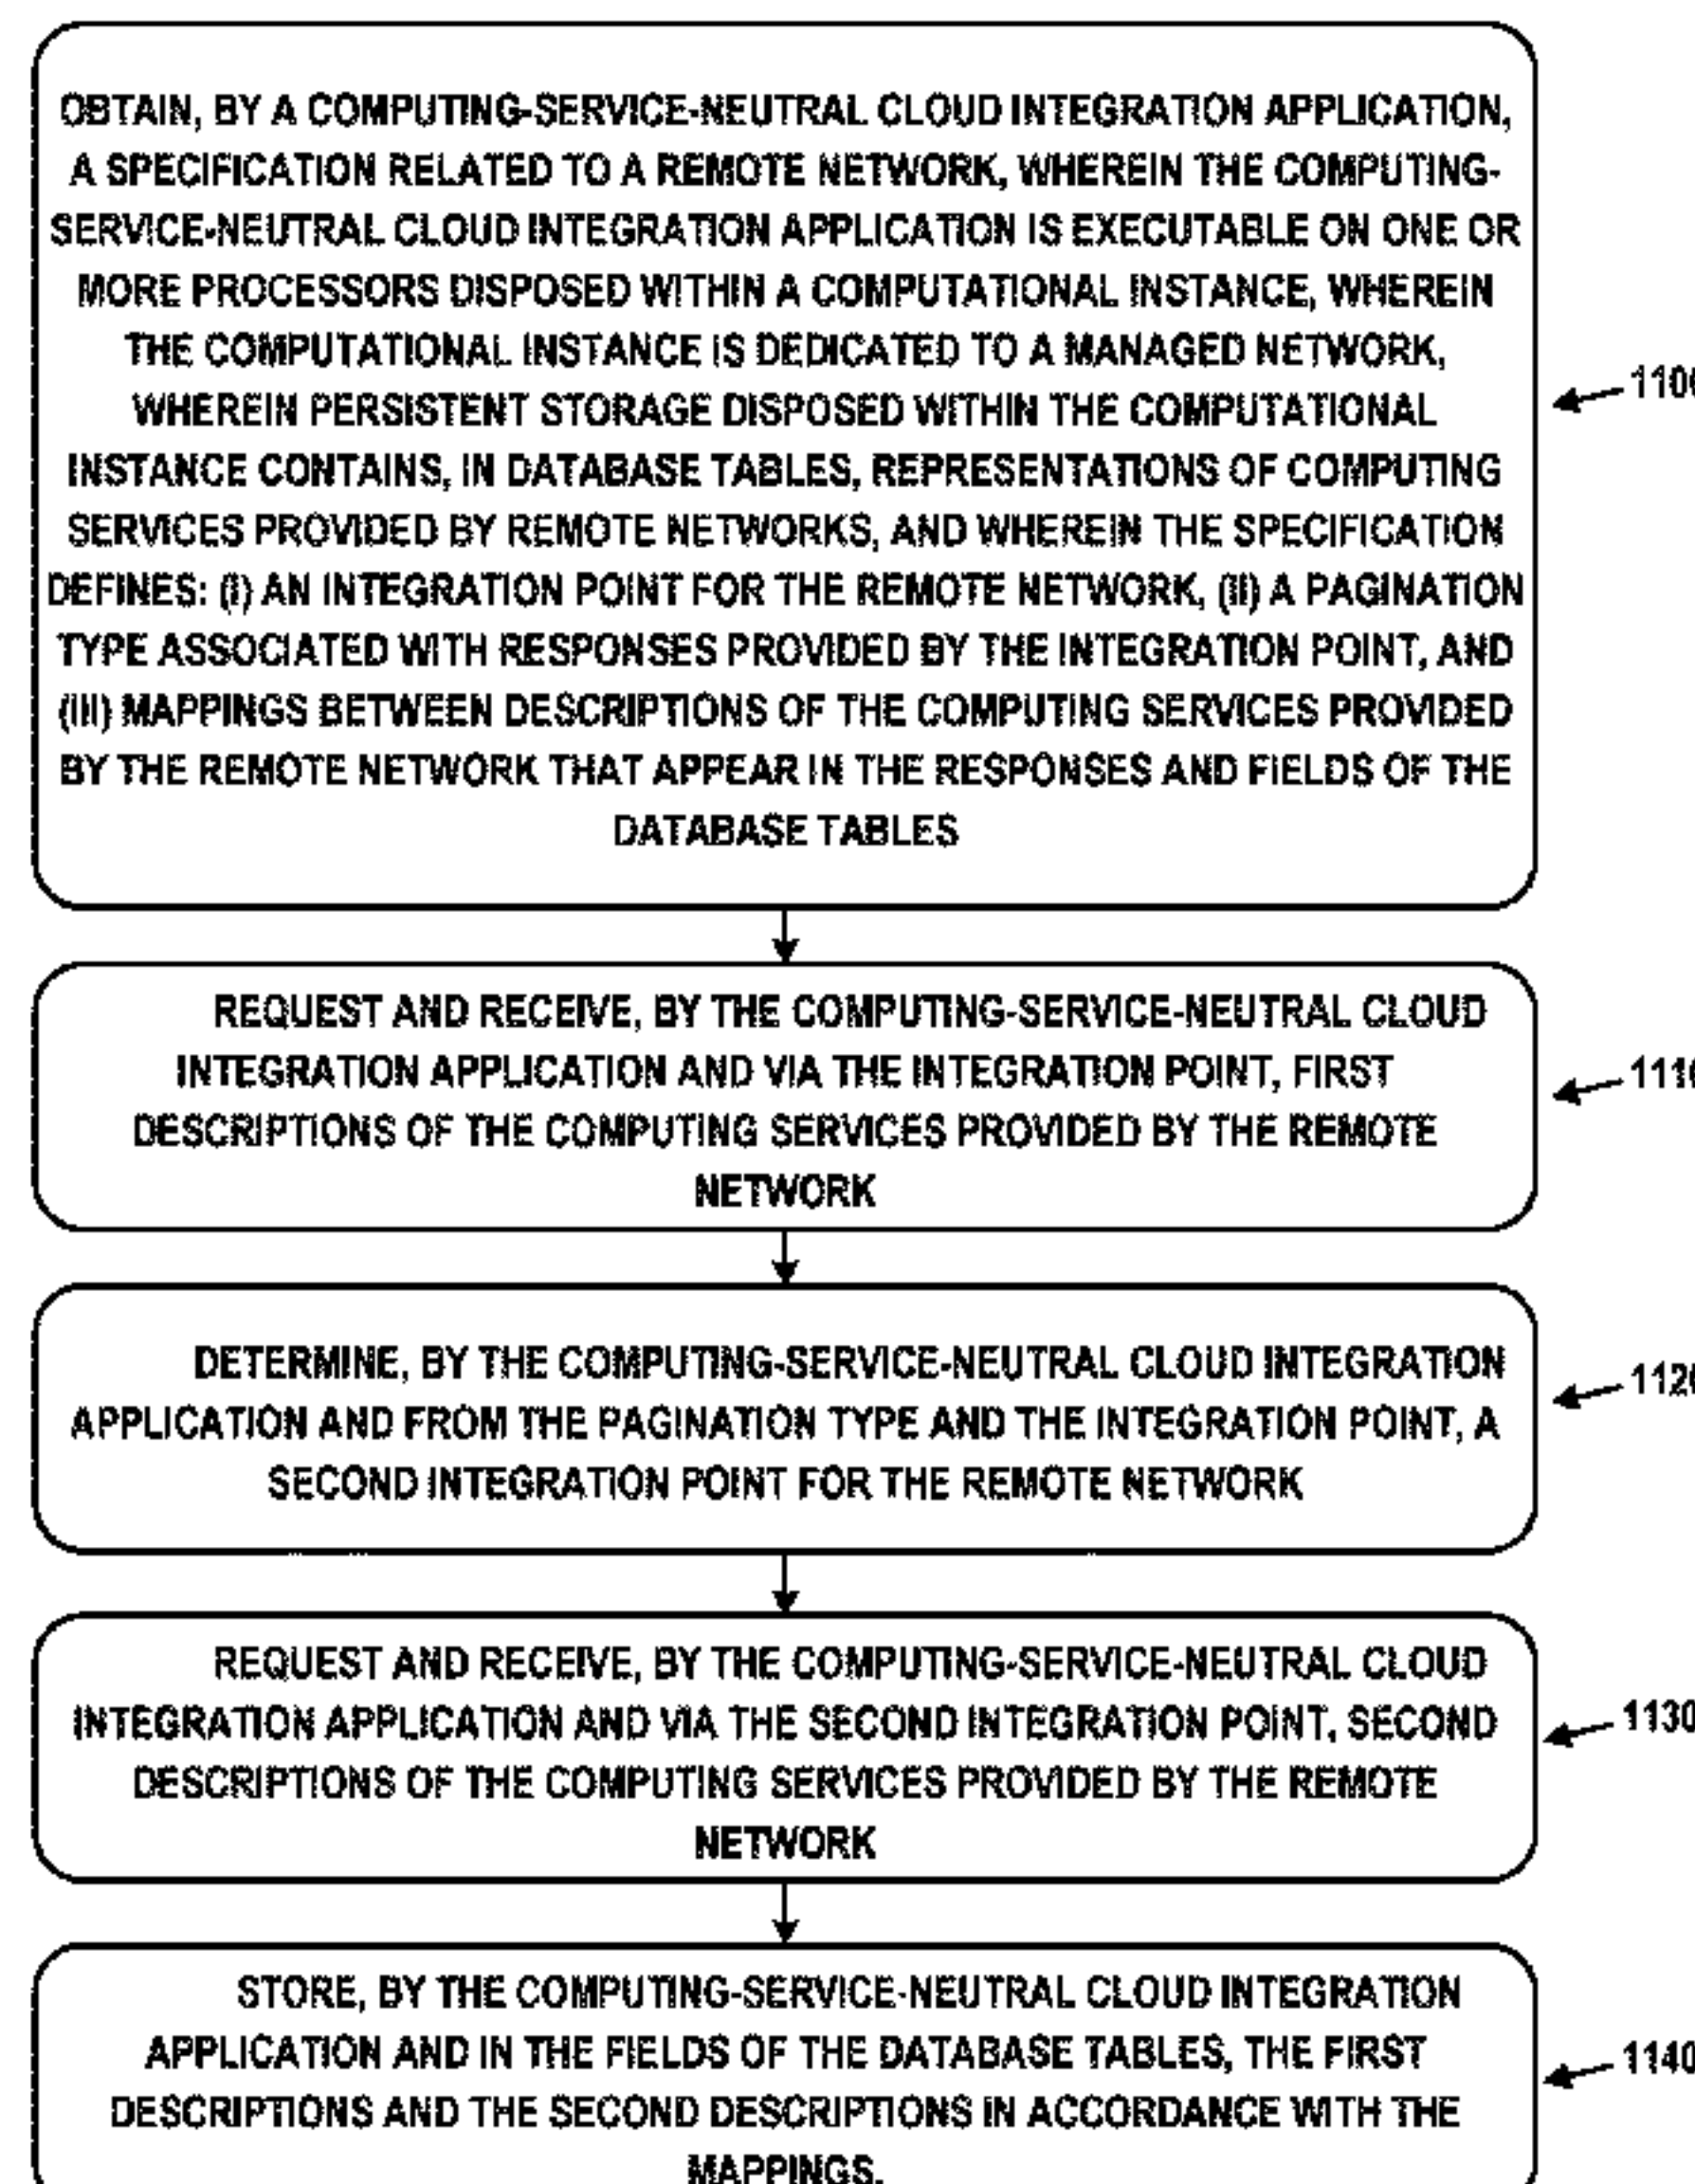 OBTAIN, BY A COMPUTING-SERVICE-NEUTRAL CLOUD INTEGRATION APPLICATION,
A SPECIFICATION RELATED TO A REMOTE NETWORK, WHEREIN THE COMPUTING-
SERVICE-NEUTRAL CLOUD INTEGRATION APPLICATION IS EXECUTABLE ON ONE OR
MORE PROCESSORS DISPOSED WITHIN A COMPUTATIONAL INSTANCE, WHEREIN
THE COMPUTATIONAL INSTANCE IS DEDICATED TO A MANAGED NETWORK,
WHEREIN PERSISTENT STORAGE DISPOSED WITHIN THE COMPUTATIONAL
INSTANCE CONTAINS, IN DATABASE TABLES, REPRESENTATIONS OF COMPUTING
SERVICES PROVIDED BY REMOTE NETWORKS, AND WHEREIN THE SPECIFICATION
DEFINES: (I) AN INTEGRATION POINT FOR THE REMOTE NETWORK, (II) A PAGINATION
TYPE ASSOCIATED WITH RESPONSES PROVIDED BY THE INTEGRATION POINT, AND
(III) MAPPINGS BETWEEN DESCRIPTIONS OF THE COMPUTING SERVICES PROVIDED
BY THE REMOTE NETWORK THAT APPEAR IN THE RESPONSES AND FIELDS OF THE
DATABASE TABLES
1100
REQUEST AND RECEIVE, BY THE COMPUTING-SERVICE-NEUTRAL CLOUD
INTEGRATION APPLICATION AND VIA THE INTEGRATION POINT, FIRST
DESCRIPTIONS OF THE COMPUTING SERVICES PROVIDED BY THE REMOTE
NETWORK
1110
DETERMINE, BY THE COMPUTING-SERVICE-NEUTRAL CLOUD INTEGRATION
APPLICATION AND FROM THE PAGINATION TYPE AND THE INTEGRATION POINT, A
SECOND INTEGRATION POINT FOR THE REMOTE NETWORK
1120
REQUEST AND RECEIVE, BY THE COMPUTING-SERVICE-NEUTRAL CLOUD
INTEGRATION APPLICATION AND VIA THE SECOND INTEGRATION POINT, SECOND
DESCRIPTIONS OF THE COMPUTING SERVICES PROVIDED BY THE REMOTE
NETWORK
1130
STORE, BY THE COMPUTING-SERVICE-NEUTRAL CLOUD INTEGRATION
APPLICATION AND IN THE FIELDS OF THE DATABASE TABLES, THE FIRST
DESCRIPTIONS AND THE SECOND DESCRIPTIONS IN ACCORDANCE WITH THE
MAPPINGS.
1140